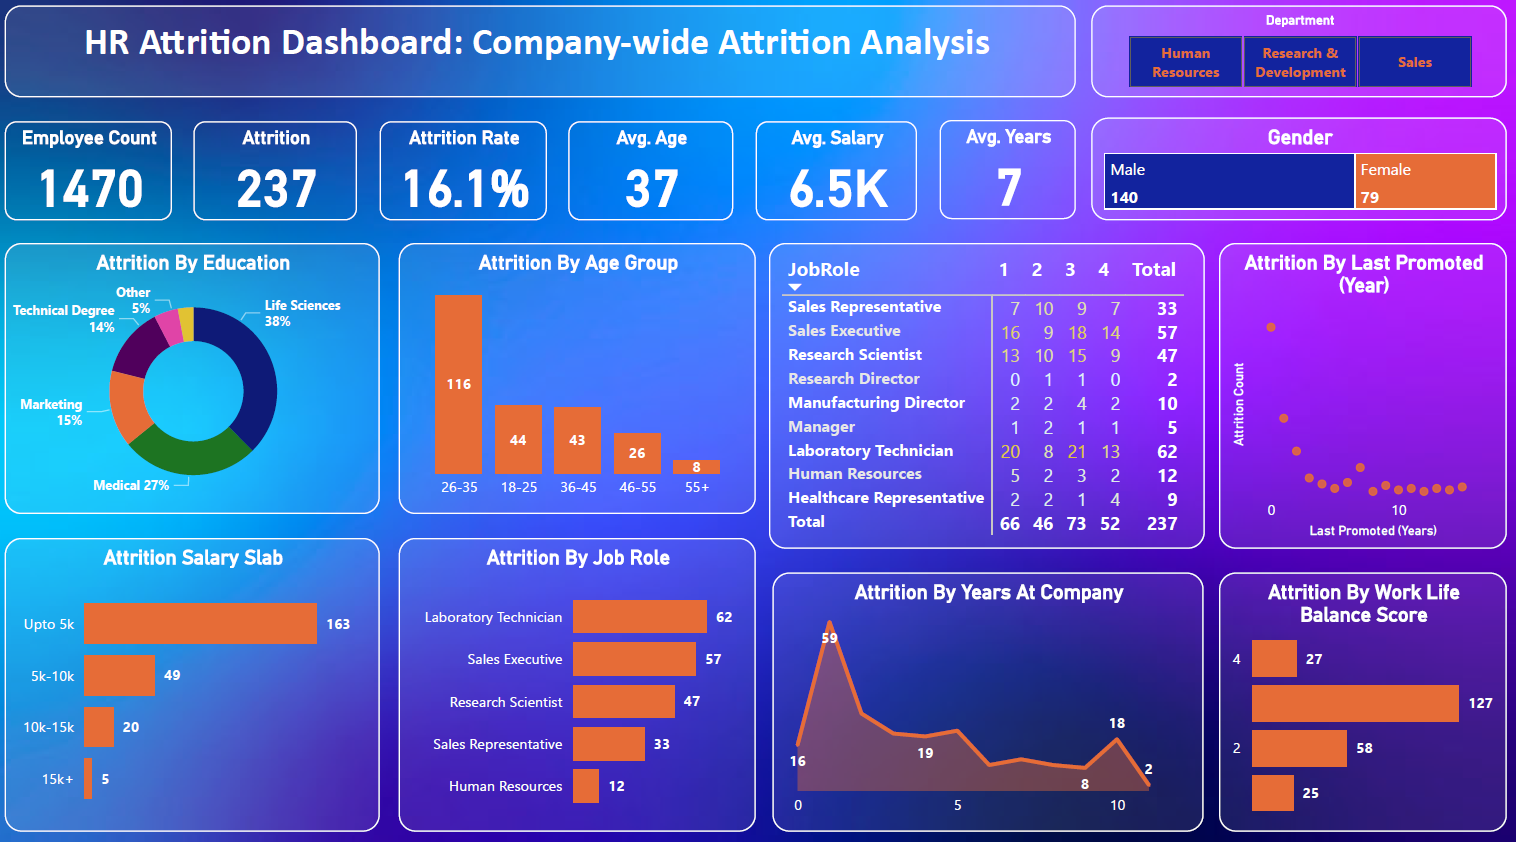 HR Attrition Dashboard: Company-wide Attrition Analysis
Department
Human Resources
Research & Development
Sales
Employee Count
1470
Attrition
237
Attrition Rate
16.1%
Avg. Age
37
Avg. Salary
6.5K
Avg. Years
7
Gender
Male
140
Female
79
Attrition By Education
Other
5%
Technical Degree
14%
Life Sciences
38%
Marketing
15%
Medical 27%
Attrition By Age Group
116
44
43
26
8
26-35 18-25 36-45 46-55 55+
JobRole 1 2 3 4 Total
Sales Representative 7 10 9 7 33
Sales Executive 16 9 18 14 57
Research Scientist 13 10 15 9 47
Research Director 0 1 1 0 2
Manufacturing Director 2 2 4 2 10
Manager 1 2 1 1 5
Laboratory Technician 20 8 21 13 62
Human Resources 5 2 3 2 12
Healthcare Representative 2 2 1 4 9
Total 66 46 73 52 237
Attrition By Last Promoted
(Year)
Attrition Count
0 10
Last Promoted (Years)
Attrition Salary Slab
Upto 5k 163
5k-10k 49
10k-15k 20
15k+ 5
Attrition By Job Role
Laboratory Technician 62
Sales Executive 57
Research Scientist 47
Sales Representative 33
Human Resources 12
Attrition By Years At Company
59
16
19
8
18
2
0 5 10
Attrition By Work Life
Balance Score
4 27
127
2 58
25